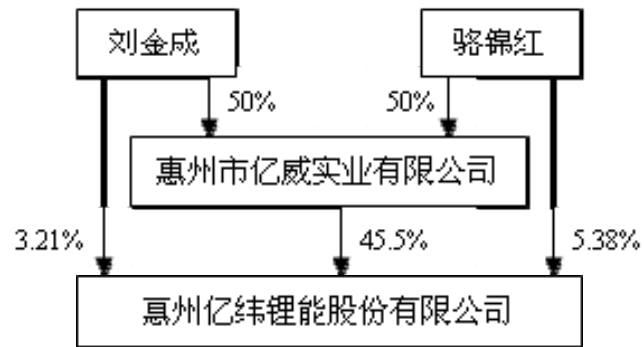 刘金成 骆锦红
50% 50%
惠州市亿威实业有限公司
3.21% 45.5% 5.38%
惠州亿纬锂能股份有限公司